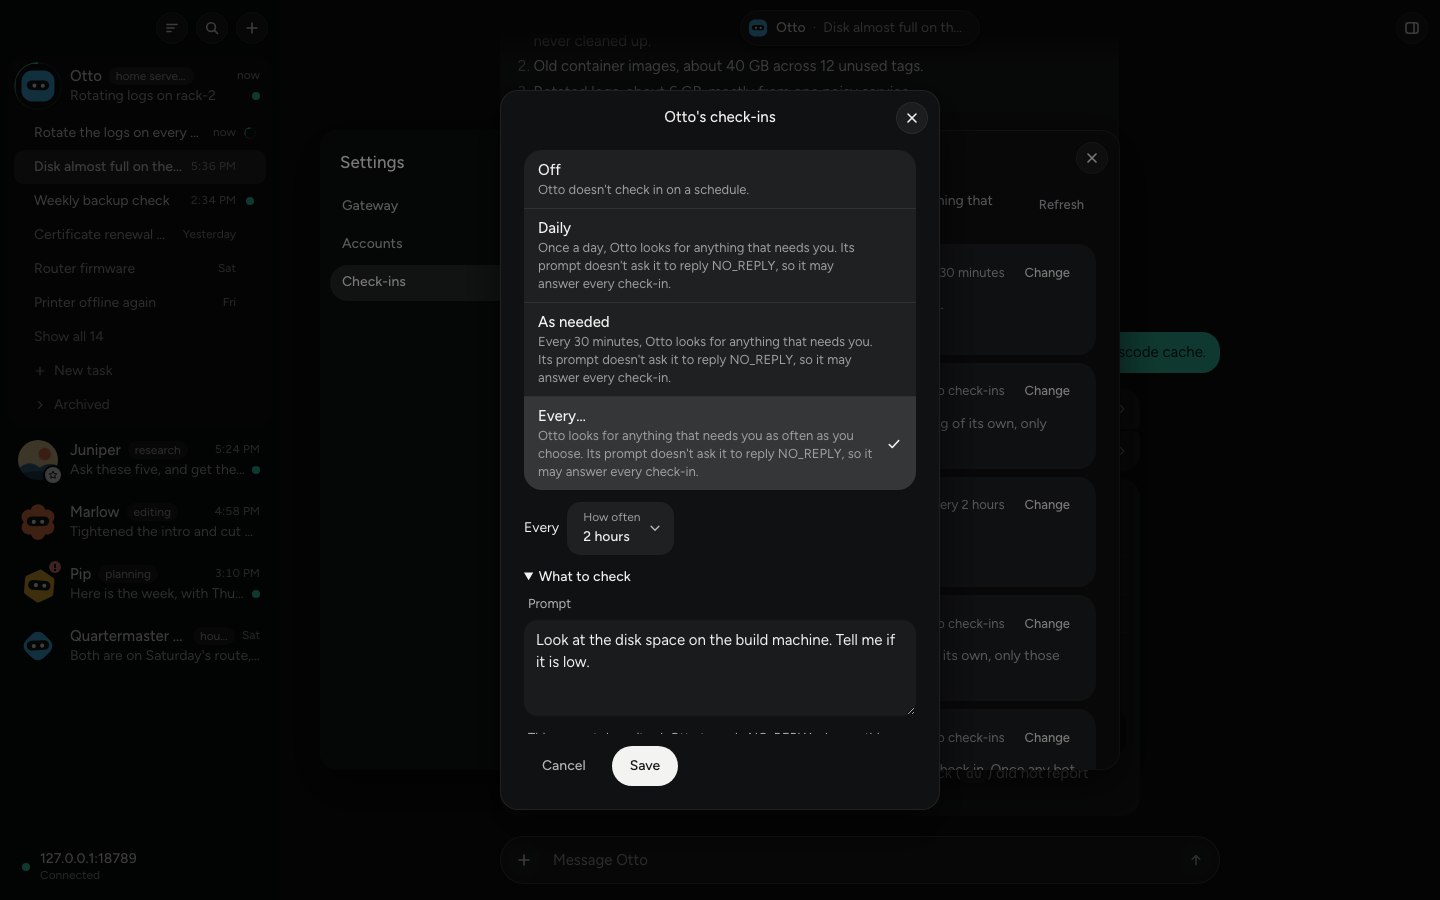 Otto
home serve...
now
Rotating logs on rack-2
Rotate the logs on every ...
now
Disk almost full on the...
5:36 PM
Weekly backup check
2:34 PM
Certificate renewal ...
Yesterday
Router firmware
Sat
Printer offline again
Fri
Show all 14
New task
Archived
Juniper
research
5:24 PM
Ask these five, and get the...
Marlow
editing
4:58 PM
Tightened the intro and cut ...
Pip
planning
3:10 PM
Here is the week, with Thu...
Quartermaster ...
hou...
Sat
Both are on Saturday's route,...
127.0.0.1:18789
Connected
Otto · Disk almost full on th...
never cleaned up.
2. Old container images, about 40 GB across 12 unused tags.
scode cache.
Message Otto
Settings
Gateway
Accounts
Check-ins
ning that
Refresh
30 minutes
Change
o check-ins
Change
g of its own, only
ery 2 hours
Change
o check-ins
Change
its own, only those
o check-ins
Change
did not report
Otto's check-ins
Off
Otto doesn't check in on a schedule.
Daily
Once a day, Otto looks for anything that needs you. Its
prompt doesn't ask it to reply NO_REPLY, so it may
answer every check-in.
As needed
Every 30 minutes, Otto looks for anything that needs you.
Its prompt doesn't ask it to reply NO_REPLY, so it may
answer every check-in.
Every...
Otto looks for anything that needs you as often as you
choose. Its prompt doesn't ask it to reply NO_REPLY, so it
may answer every check-in.
Every
How often
2 hours
What to check
Prompt
Look at the disk space on the build machine. Tell me if
it is low.
Cancel
Save